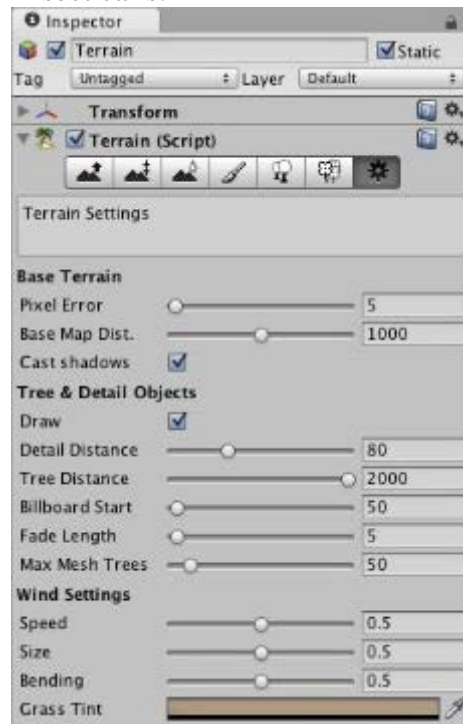 Inspector
Terrain Static
Tag Untagged Layer Default
Transform
Terrain (Script)
Terrain Settings
Base Terrain
Pixel Error 5
Base Map Dist. 1000
Cast shadows
Tree & Detail Objects
Draw
Detail Distance 80
Tree Distance 2000
Billboard Start 50
Fade Length 5
Max Mesh Trees 50
Wind Settings
Speed 0.5
Size 0.5
Bending 0.5
Grass Tint